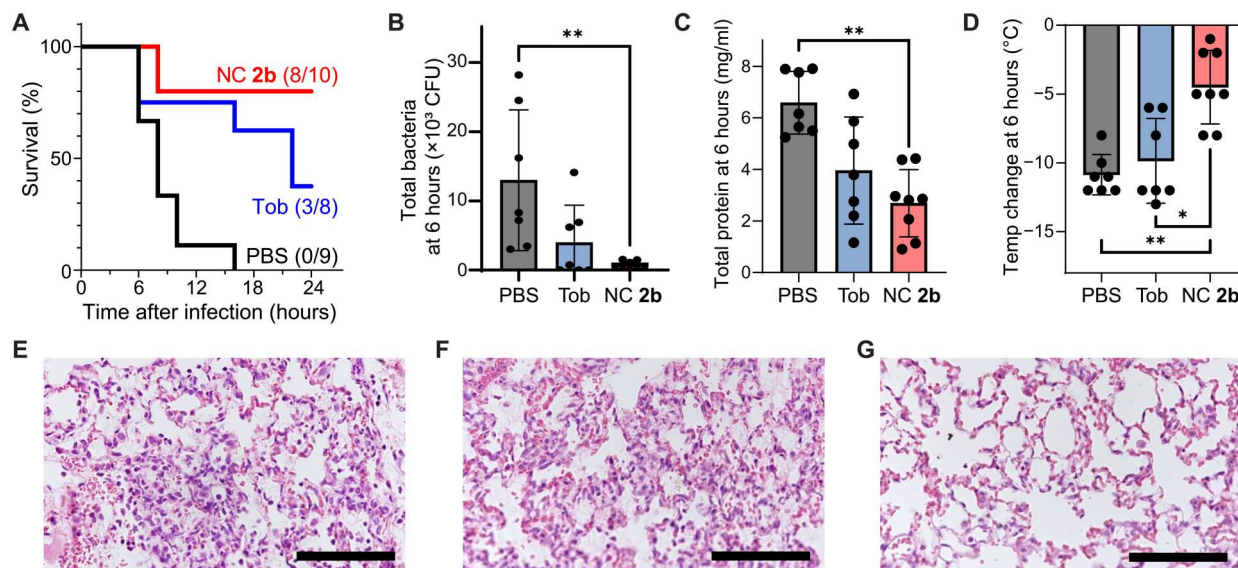 A
Survival (%)
100
50
0
NC 2b (8/10)
Tob (3/8)
PBS (0/9)
0 6 12 18 24
Time after infection (hours)
B
Total bacteria
at 6 hours (×10³ CFU)
30
20
10
0
**
PBS Tob NC 2b
C
Total protein at 6 hours (mg/ml)
10
8
6
4
2
0
**
PBS Tob NC 2b
D
Temp change at 6 hours (°C)
0
−5
−10
−15
*
**
PBS Tob NC 2b
E
F
G